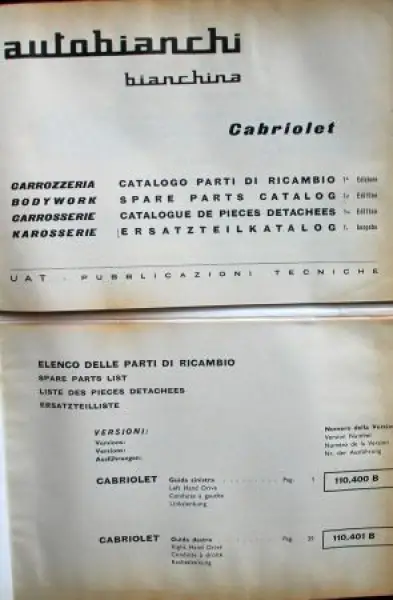 autobianchi
bianchina
Cabriolet
CARROZZERIA CATALOGO PARTI DI RICAMBIO 1a Edizione
BODYWORK SPARE PARTS CATALOG 1st Edition
CARROSSERIE CATALOGUE DE PIECES DETACHEES 1re Edition
KAROSSERIE ERSATZTEILKATALOG 1. Ausgabe
UAT - PUBBLICAZIONI TECNICHE
ELENCO DELLE PARTI DI RICAMBIO
SPARE PARTS LIST
LISTE DES PIECES DETACHEES
ERSATZTEILLISTE
VERSIONI: Numero della Version
Versions: Version Number
Versions: Numéro de la Version
Ausführungen: Nr. der Ausführung
CABRIOLET Guida sinistra Pag. 1 110.400 B
Left Hand Drive
Conduite à gauche
Linkslenkung
CABRIOLET Guida destra Pag. 21 110.401 B
Right Hand Drive
Conduite à droite
Rechtslenkung